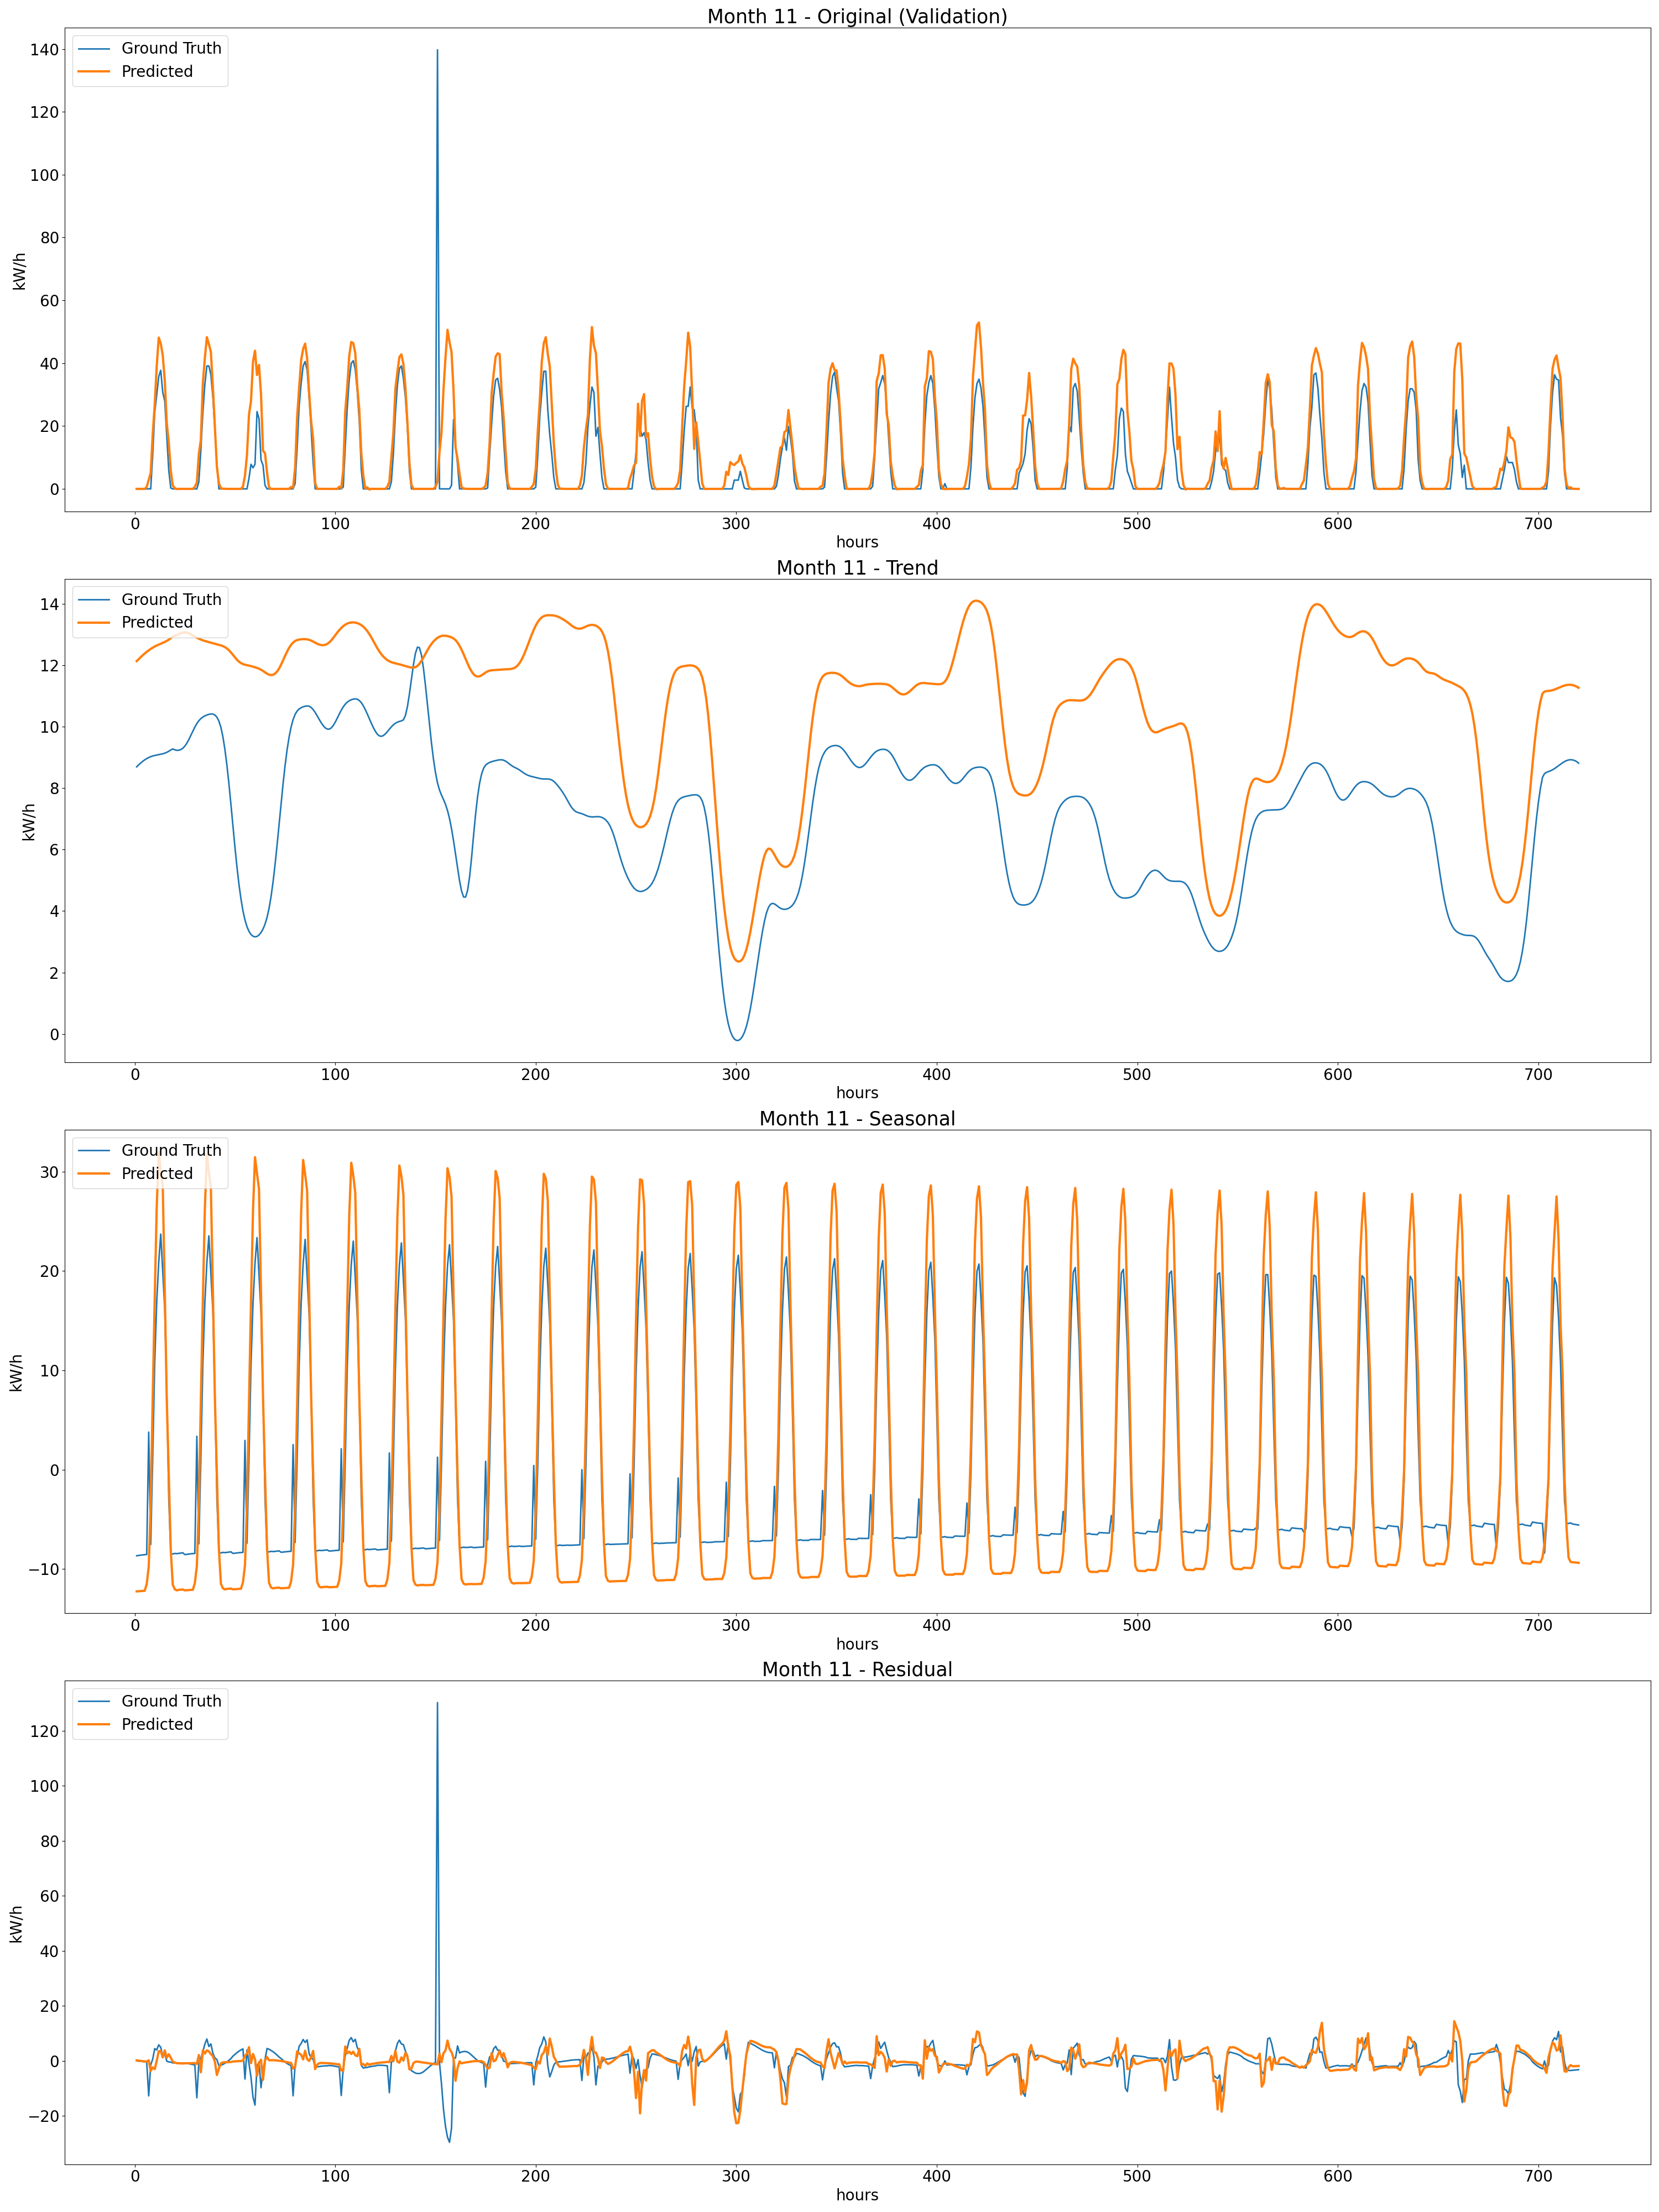 Month 11 - Original (Validation)
Ground Truth
Predicted
kW/h
140
120
100
80
60
40
20
0
0 100 200 300 400 500 600 700
hours
Month 11 - Trend
Ground Truth
Predicted
kW/h
14
12
10
8
6
4
2
0
0 100 200 300 400 500 600 700
hours
Month 11 - Seasonal
Ground Truth
Predicted
kW/h
30
20
10
0
−10
0 100 200 300 400 500 600 700
hours
Month 11 - Residual
Ground Truth
Predicted
kW/h
120
100
80
60
40
20
0
−20
0 100 200 300 400 500 600 700
hours